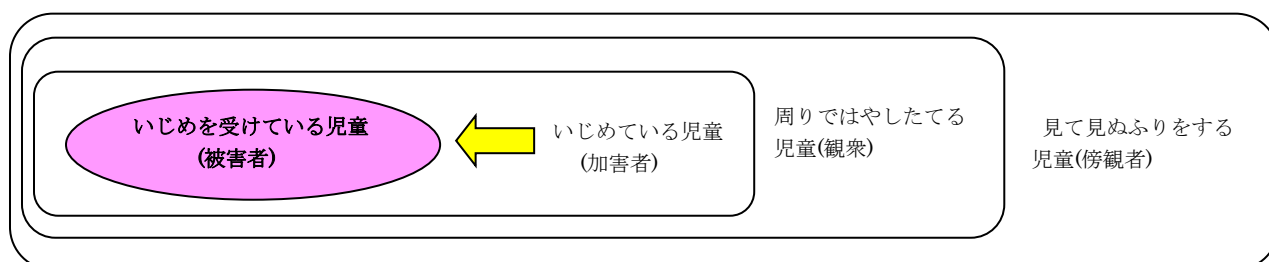 いじめを受けている児童
(被害者)
いじめている児童
(加害者)
周りではやしたてる
児童(観衆)
見て見ぬふりをする
児童(傍観者)